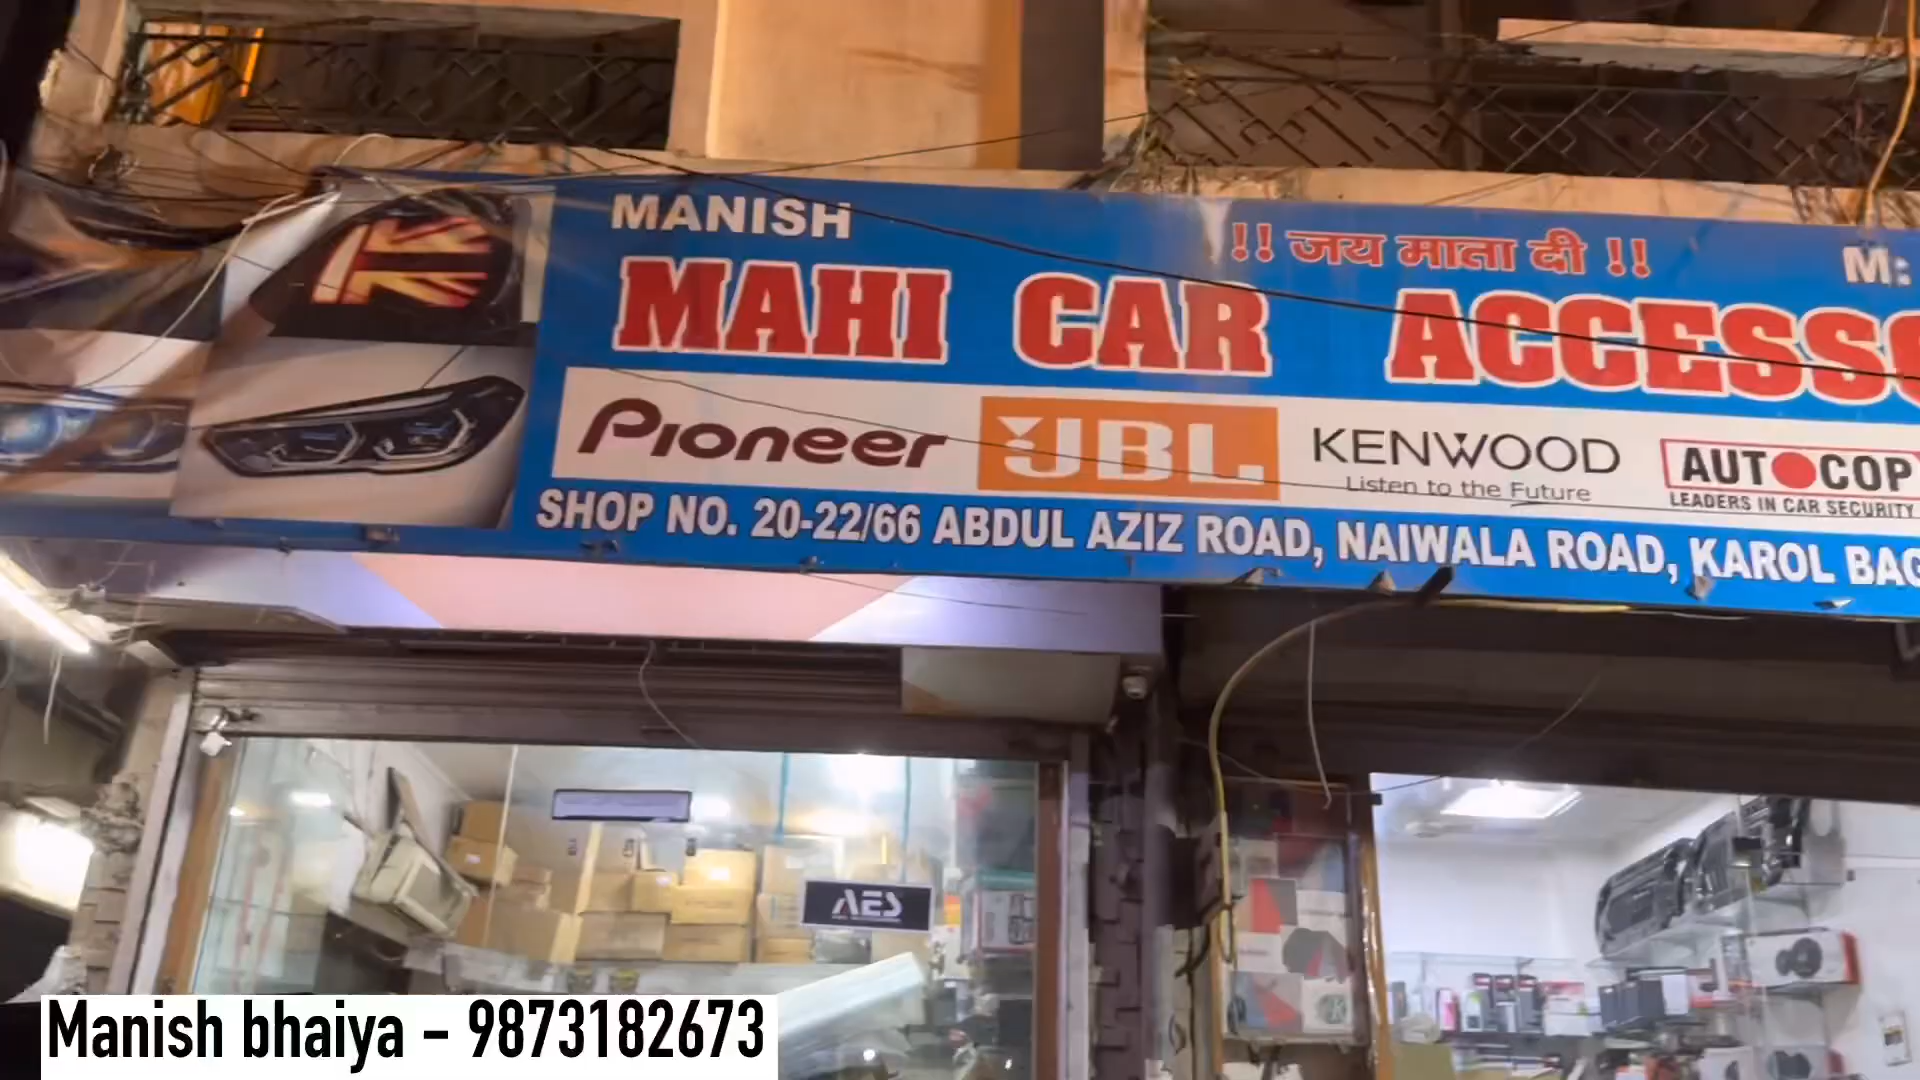 MANISH
!! जय माता दी !!
M:
MAHI CAR ACCESSO
Pioneer
JBL
KENWOOD
Listen to the Future
AUTOCOP
LEADERS IN CAR SECURITY
SHOP NO. 20-22/66 ABDUL AZIZ ROAD, NAIWALA ROAD, KAROL BAG
AES
Manish bhaiya - 9873182673